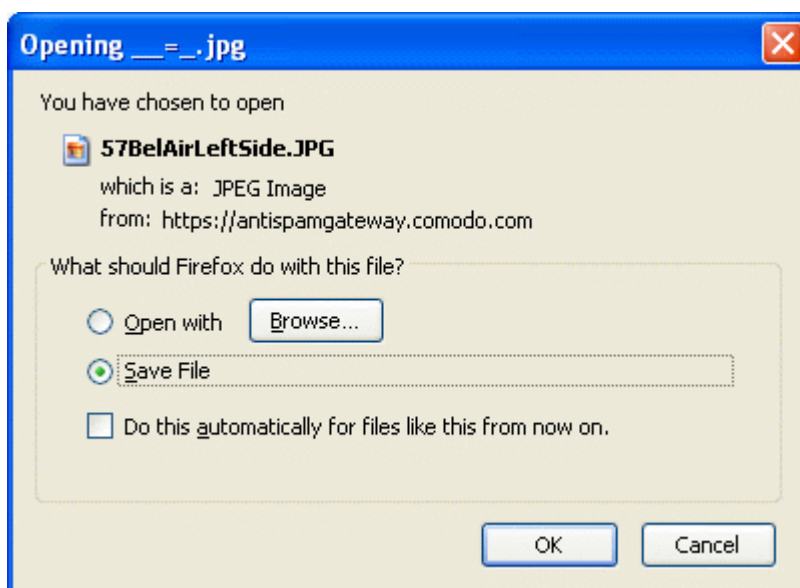 Opening __=_.jpg
You have chosen to open
57BelAirLeftSide.JPG
which is a: JPEG Image
from: https://antispamgateway.comodo.com
What should Firefox do with this file?
Open with Browse...
Save File
Do this automatically for files like this from now on.
OK Cancel